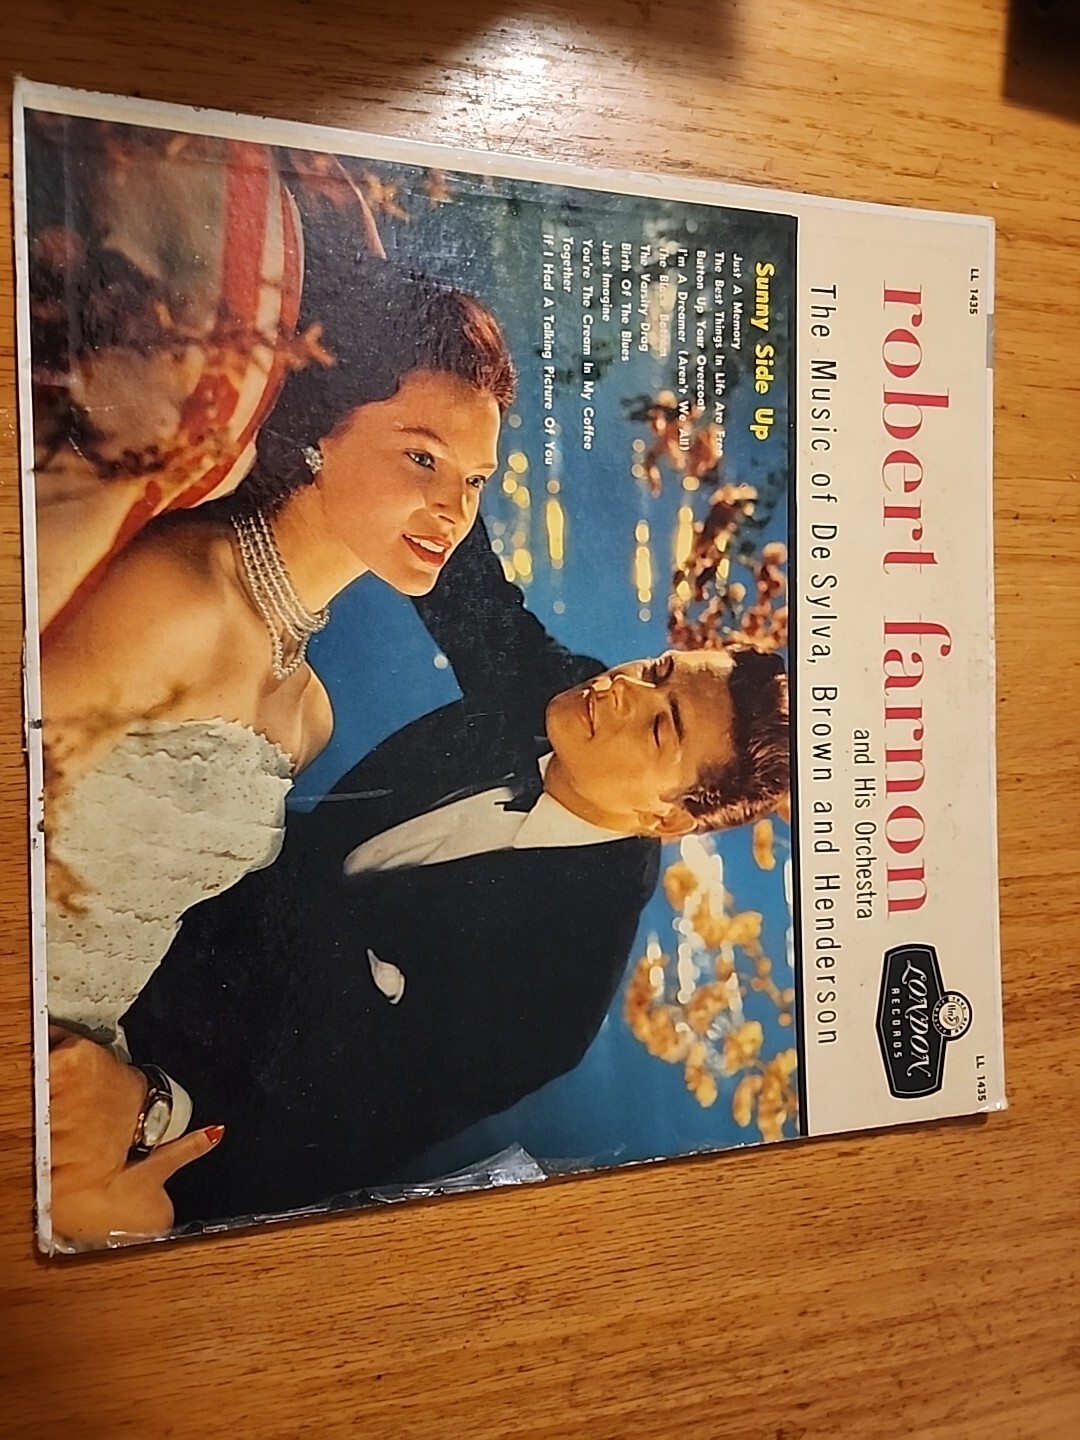 LL 1435
LL 1435
robert farnon
and His Orchestra
LONDON
RECORDS
The Music of De Sylva, Brown and Henderson
Sunny Side Up
Just A Memory
The Best Things In Life Are Free
Button Up Your Overcoat
I'm A Dreamer (Aren't We All)
The Black Bottom
The Varsity Drag
Birth Of The Blues
Just Imagine
You're The Cream In My Coffee
Together
If I Had A Talking Picture Of You